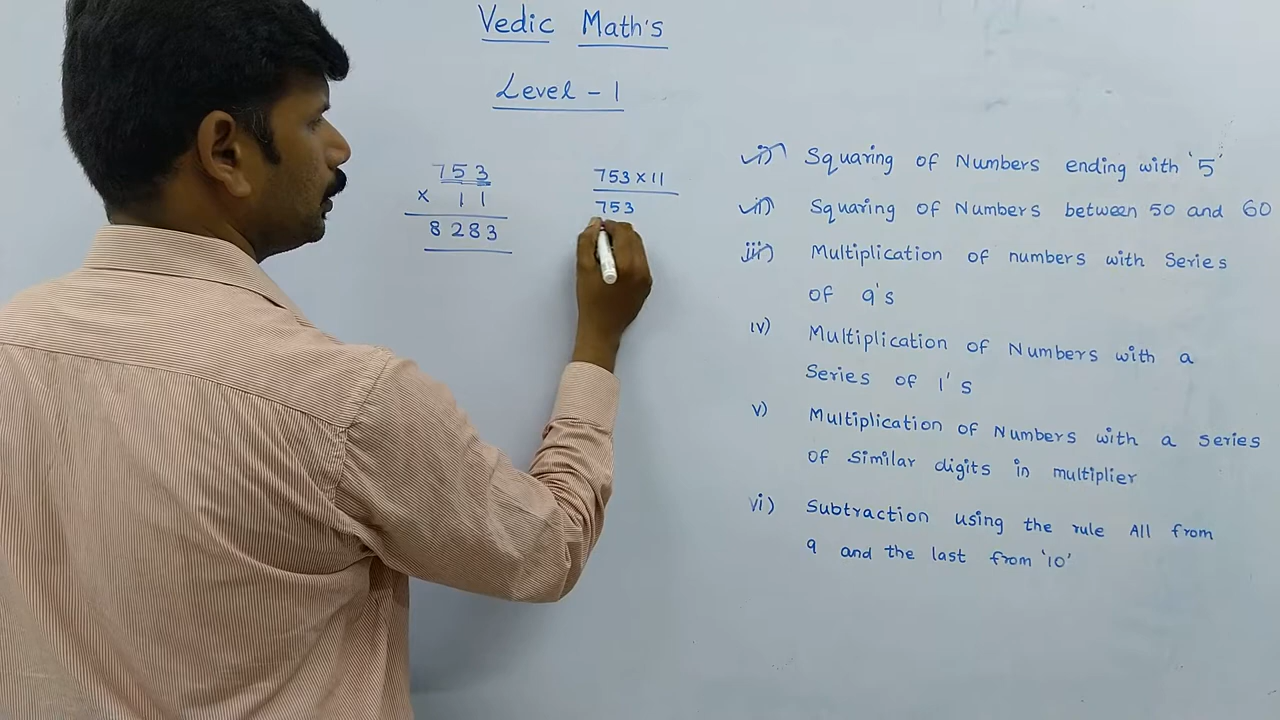 Vedic Math's
Level - 1
753
x 11
8283
753 x 11
753
i) Squaring of Numbers ending with '5'
ii) Squaring of Numbers between 50 and 60
iii) Multiplication of numbers with Series
of 9's
iv) Multiplication of Numbers with a
Series of 1's
v) Multiplication of Numbers with a series
of similar digits in multiplier
vi) Subtraction using the rule All from
9 and the last from '10'